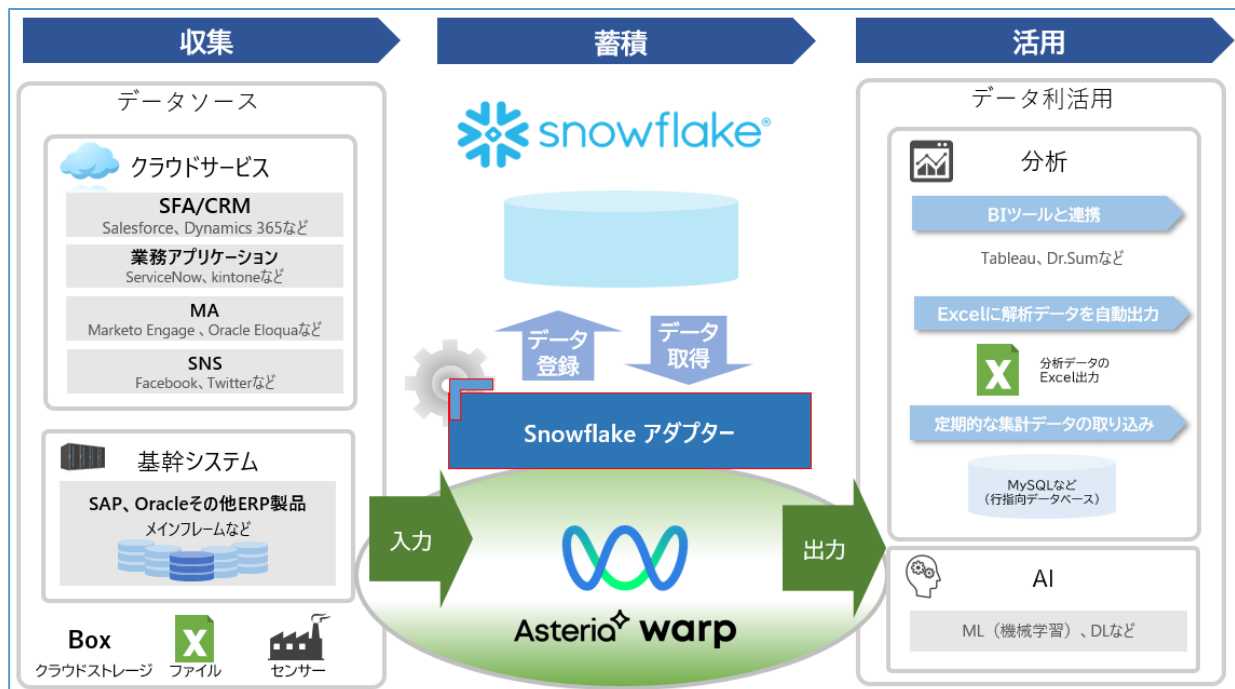 収集
蓄積
活用
データソース
クラウドサービス
SFA/CRM
Salesforce、Dynamics 365など
業務アプリケーション
ServiceNow、kintoneなど
MA
Marketo Engage 、Oracle Eloquaなど
SNS
Facebook、Twitterなど
基幹システム
SAP、Oracleその他ERP製品
メインフレームなど
Box
クラウドストレージ
X
ファイル
センサー
snowflake®
データ
登録
データ
取得
Snowflake アダプター
入力
出力
Asteria warp
データ利活用
分析
BIツールと連携
Tableau、Dr.Sumなど
Excelに解析データを自動出力
X
分析データの
Excel出力
定期的な集計データの取り込み
MySQLなど
（行指向データベース）
AI
ML（機械学習）、DLなど